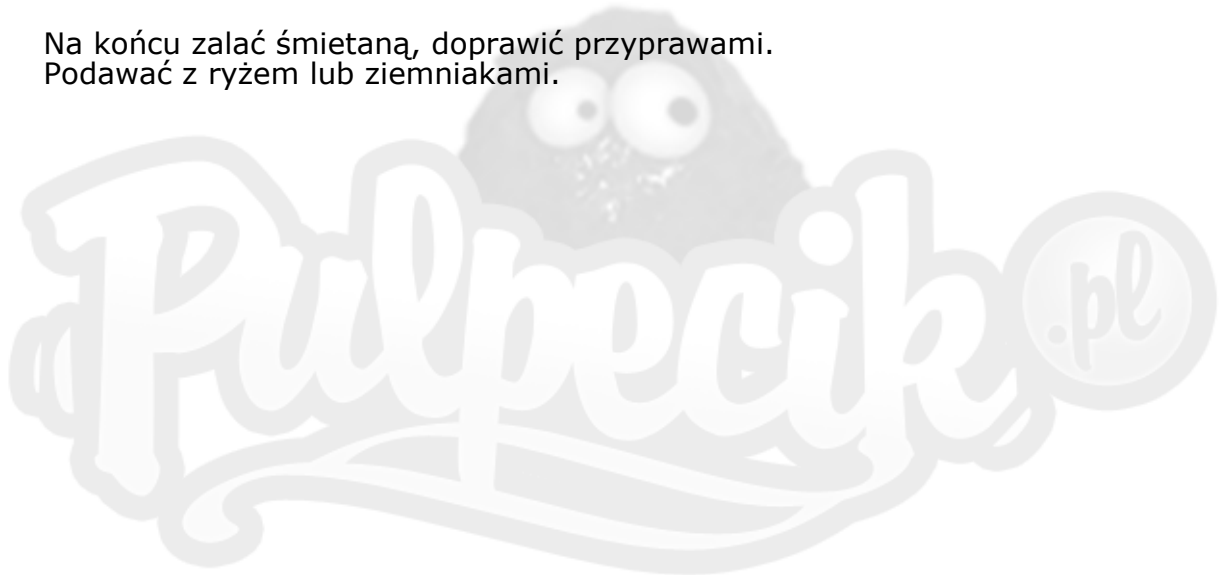 Na końcu zalać śmietaną, doprawić przyprawami.
Podawać z ryżem lub ziemniakami.
Pulpecik.pl